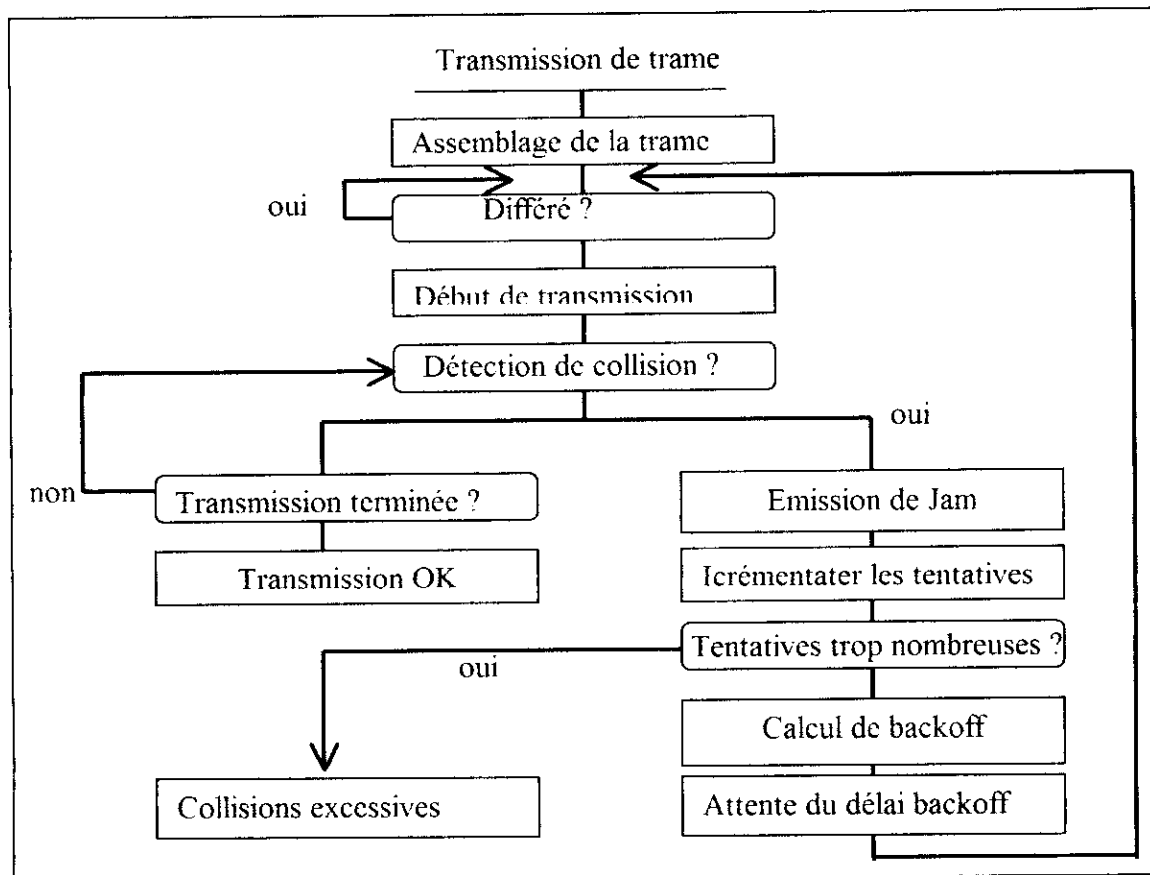 Transmission de trame
Assemblage de la trame
oui
Différé ?
Début de transmission
Détection de collision ?
oui
non
Transmission terminée ?
Emission de Jam
Transmission OK
Icrémentater les tentatives
Tentatives trop nombreuses ?
oui
Calcul de backoff
Collisions excessives
Attente du délai backoff